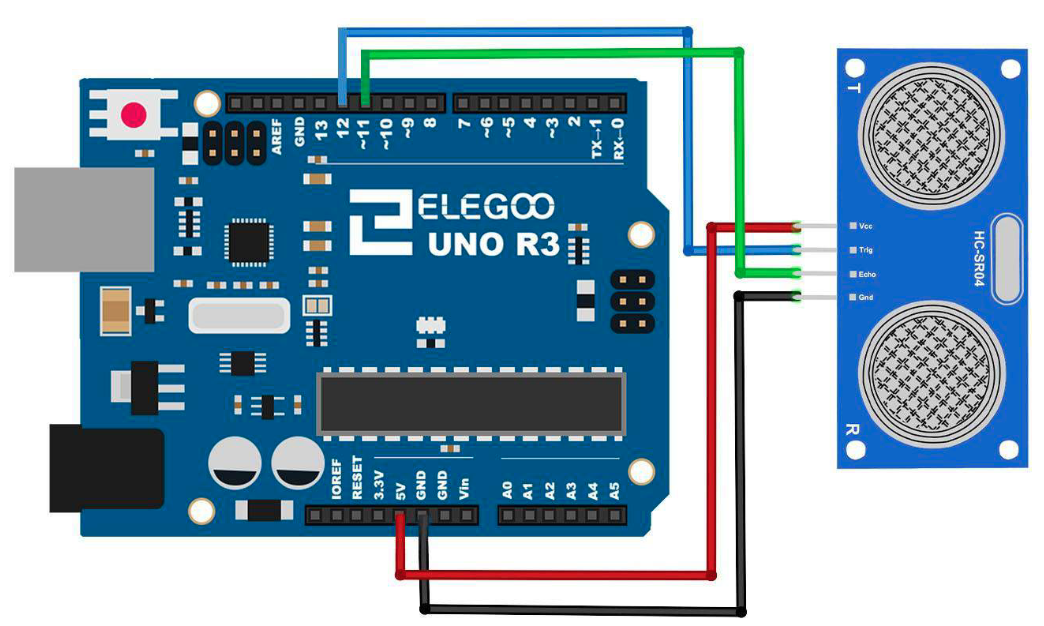 AREF
GND
13
12
~11
~10
~9
8
7
~6
~5
4
~3
2
TX→1
RX←0
ELEGOO
UNO R3
IOREF
RESET
3.3V
5V
GND
GND
Vin
A0
A1
A2
A3
A4
A5
T
Vcc
Trig
Echo
Gnd
HC-SR04
R